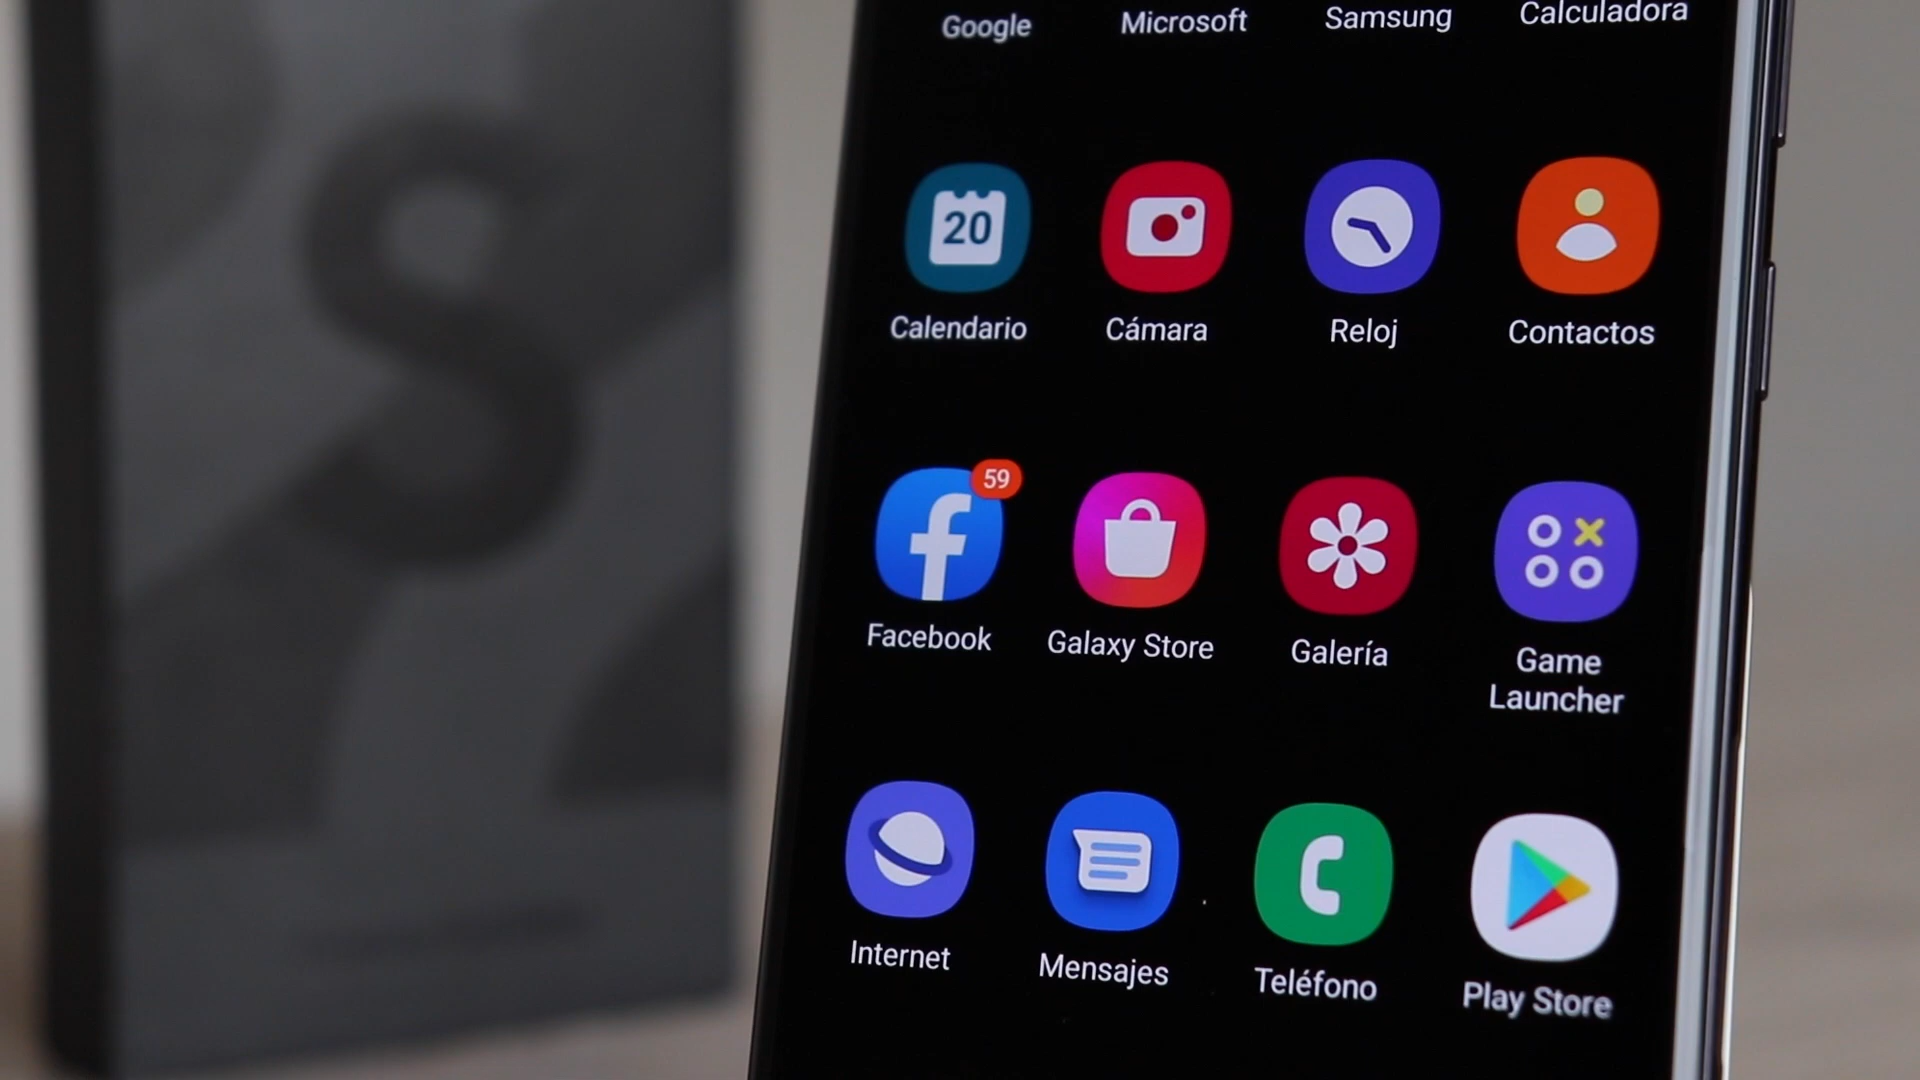 Google Microsoft Samsung Calculadora
20
Calendario Cámara Reloj Contactos
59
Facebook Galaxy Store Galería Game
Launcher
Internet Mensajes Teléfono Play Store
S